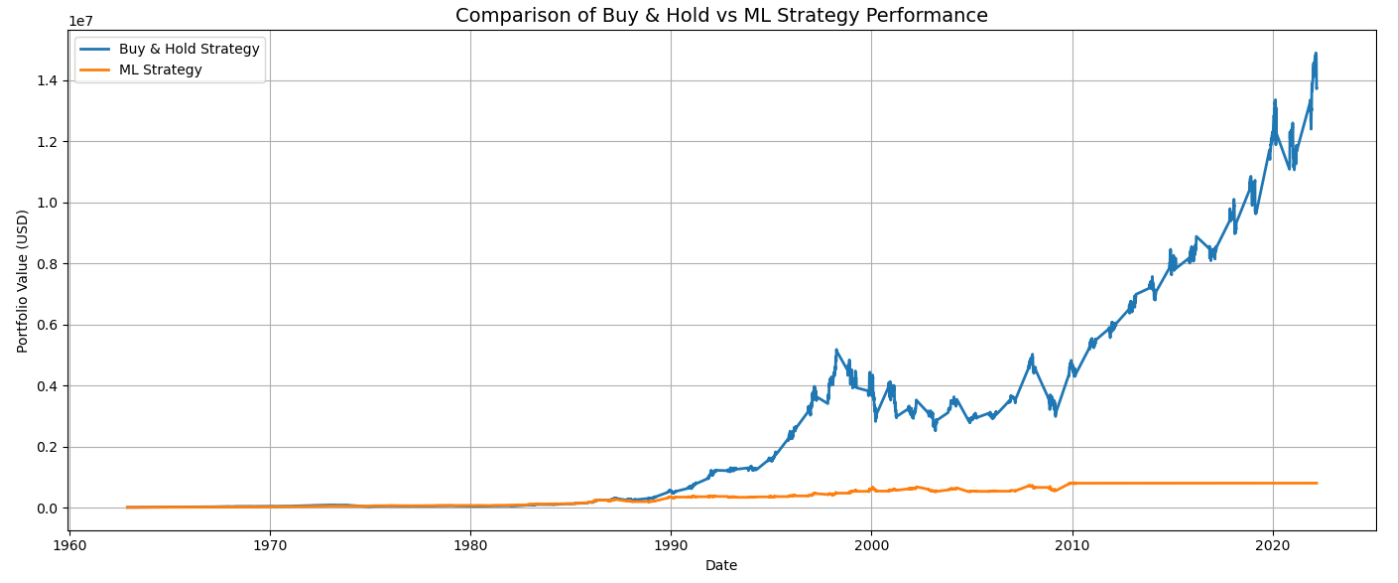 Comparison of Buy & Hold vs ML Strategy Performance
1e7
Buy & Hold Strategy
ML Strategy
1.4
1.2
1.0
0.8
0.6
0.4
0.2
0.0
Portfolio Value (USD)
1960 1970 1980 1990 2000 2010 2020
Date